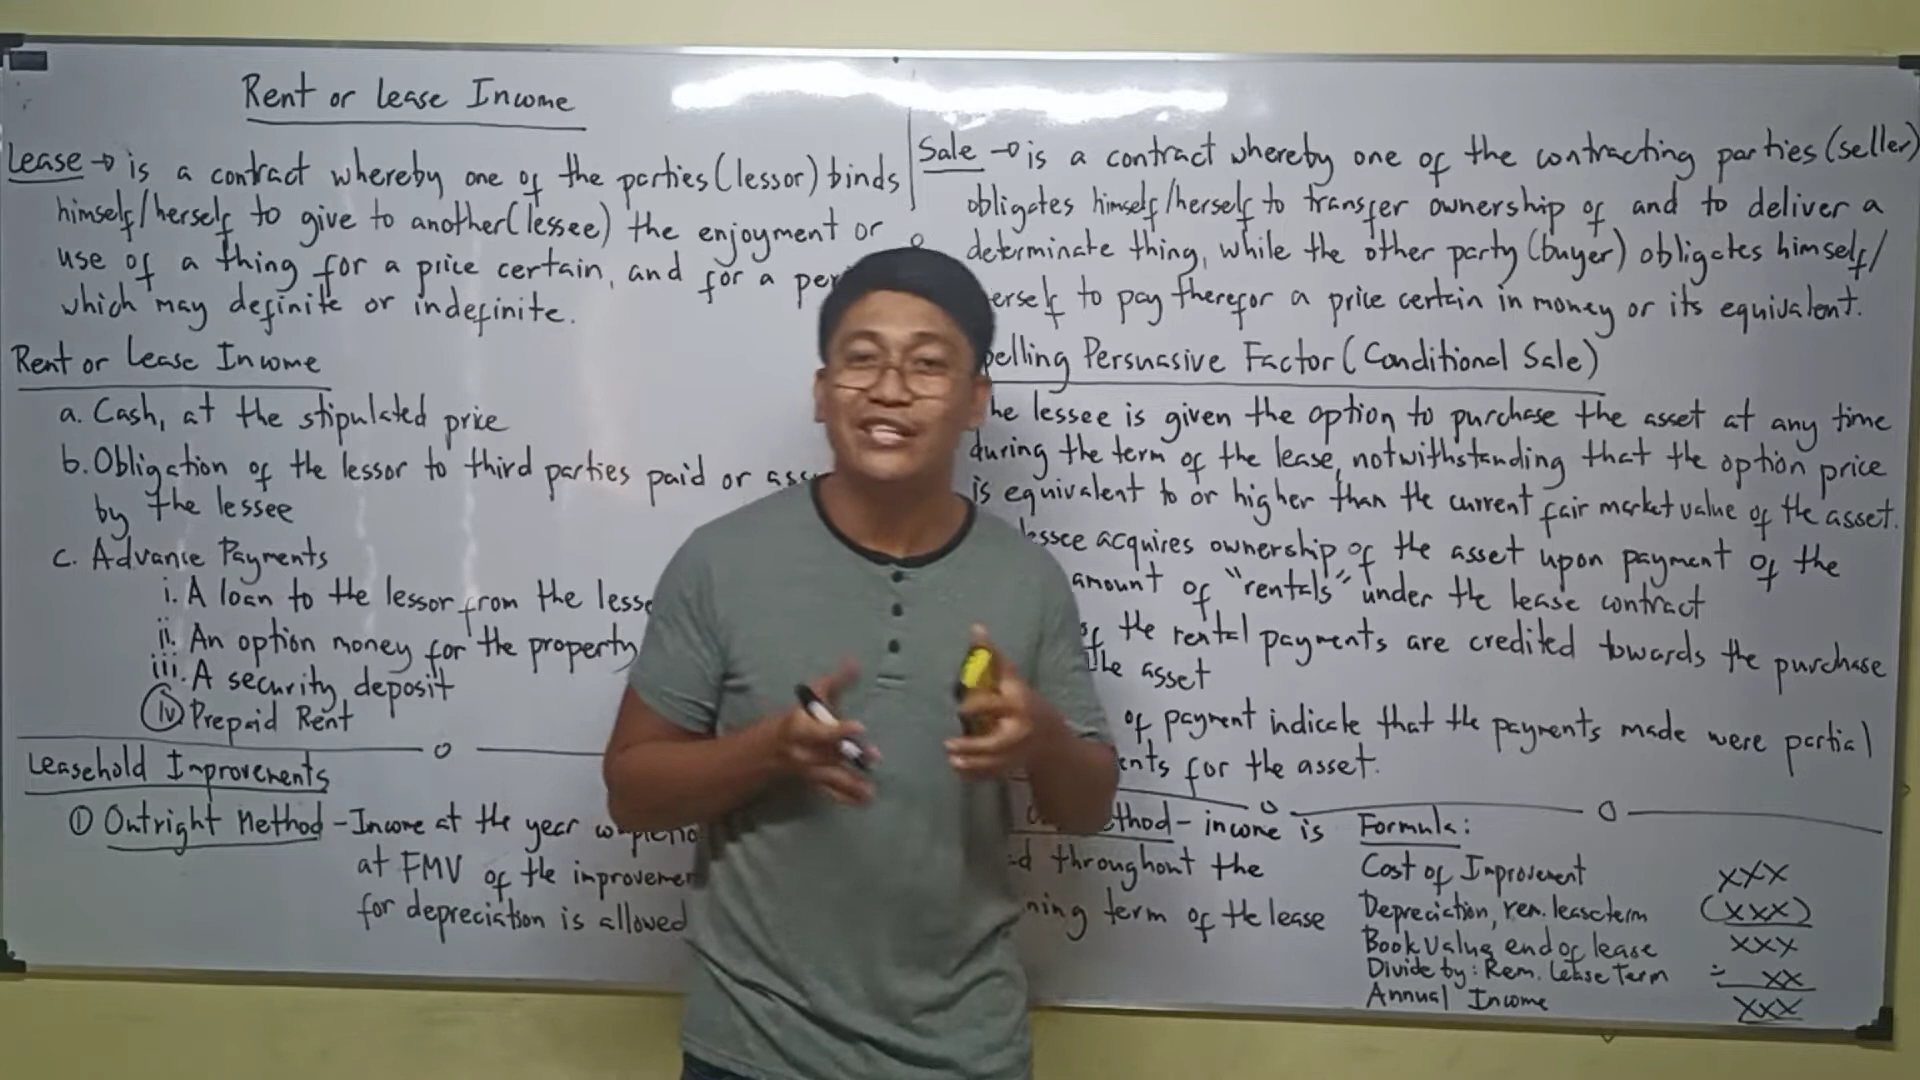 Rent or Lease Income
Lease → is a contract whereby one of the parties (lessor) binds
himself/herself to give to another (lessee) the enjoyment or
use of a thing for a price certain, and for a
which may definite or indefinite.
Rent or Lease Income
a. Cash, at the stipulated price
b. Obligation of the lessor to third parties paid or
by the lessee
c. Advance Payments
i. A loan to the lessor from the
ii. An option money for the property
iii. A security deposit
iv Prepaid Rent
Leasehold Improvements
① Outright Method - Income at the year
at FMV of the
for depreciation is allowed
Sale → is a contract whereby one of the contracting parties (seller)
obligates himself/herself to transfer ownership of and to deliver a
determinate thing, while the other party (buyer) obligates himself/
to pay therefor a price certain in money or its equivalent.
Persuasive Factor (Conditional Sale)
lessee is given the option to purchase the asset at any time
during the term of the lease, notwithstanding that the option price
is equivalent to or higher than the current fair market value of the asset.
acquires ownership of the asset upon payment of the
amount of "rentals" under the lease contract
the rental payments are credited towards the purchase
the asset
of payment indicate that the payments made were partial
for the asset.
- income is
throughout the
term of the lease
Formula:
Cost of Improvement xxx
Depreciation, rem. lease term (xxx)
Book Value, end of lease xxx
Divide by: Rem. Lease Term ÷ xx
Annual Income xxx